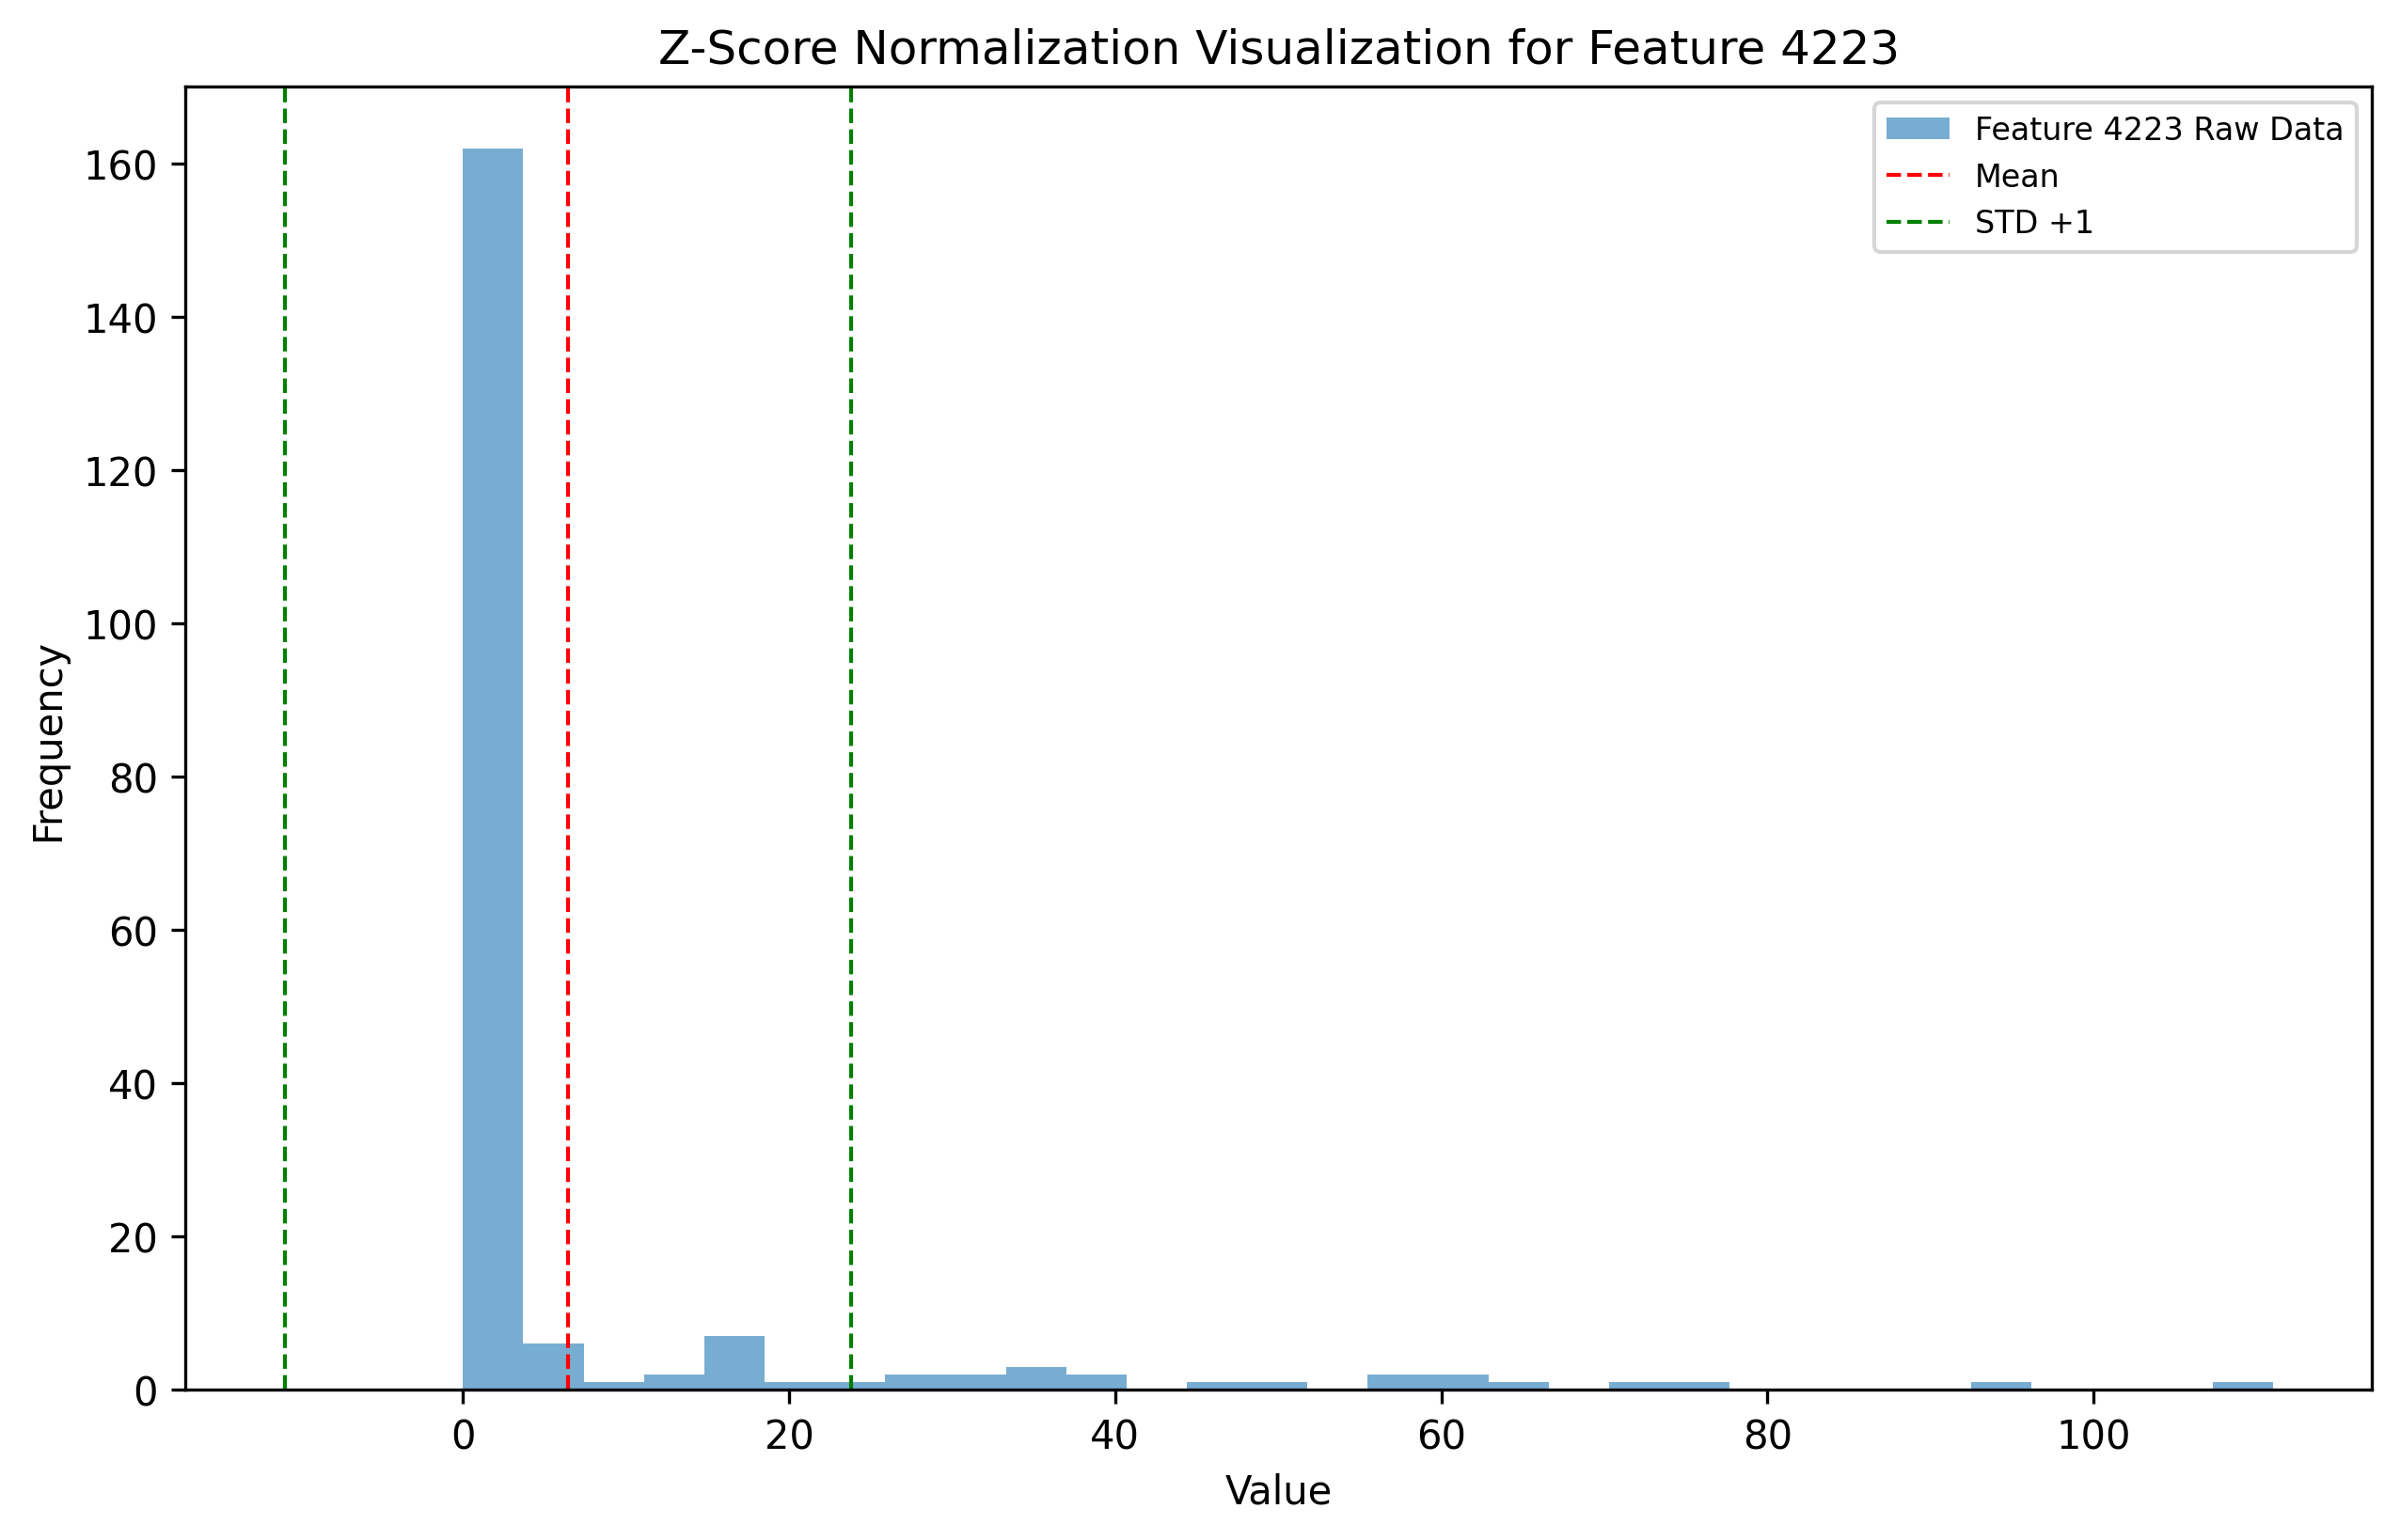 Z-Score Normalization Visualization for Feature 4223
Feature 4223 Raw Data
Mean
STD +1
160
140
120
100
80
60
40
20
0
Frequency
0 20 40 60 80 100
Value